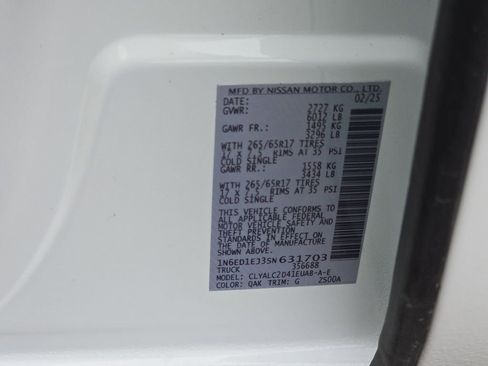 MFD BY NISSAN MOTOR CO., LTD.
DATE: 02/25
GVWR: 2727 KG
6012 LB
GAWR FR.: 1495 KG
3296 LB
WITH 265/65R17 TIRES
17 X 7.5 RIMS AT 35 PSI
COLD SINGLE
GAWR RR.: 1558 KG
3434 LB
WITH 265/65R17 TIRES
17 X 7.5 RIMS AT 35 PSI
COLD SINGLE
THIS VEHICLE CONFORMS TO
ALL APPLICABLE FEDERAL
MOTOR VEHICLE SAFETY AND
THEFT PREVENTION
STANDARDS IN EFFECT ON
THE DATE OF MANUFACTURE
SHOWN ABOVE.
1N6ED1EJ3SN631703
TRUCK 356688
MODEL: CLYALC2D41EUAB-A-E
COLOR: QAK TRIM: G 2S00A